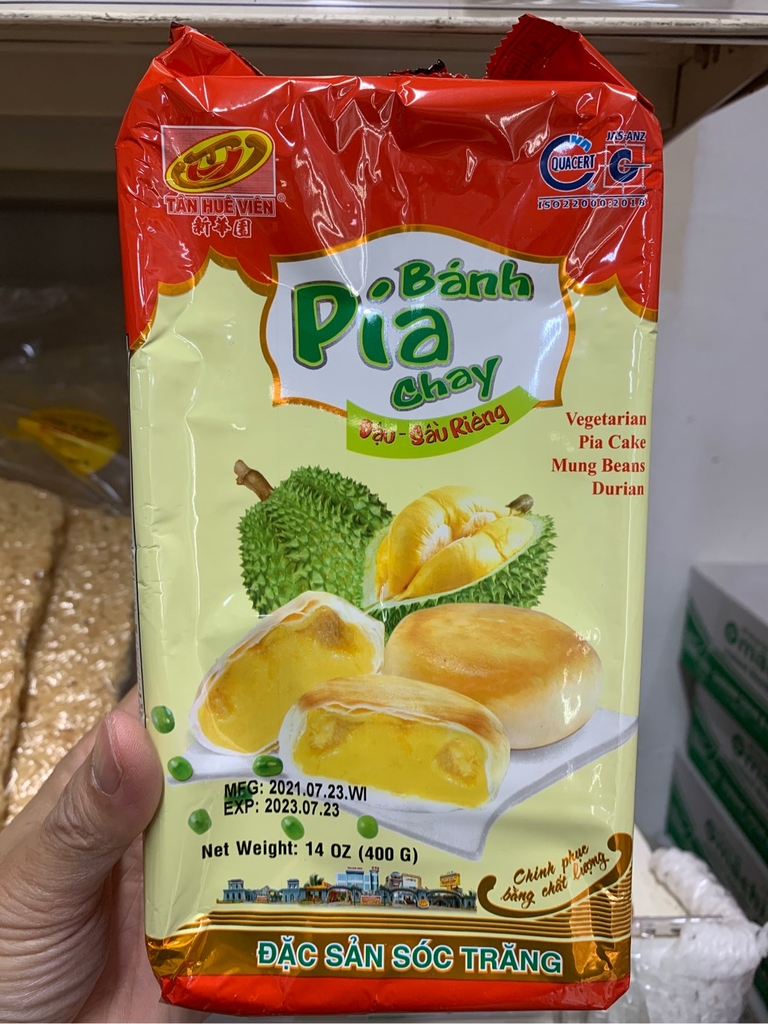 JAS-ANZ
QUACERT
ISO22000:2018
TÂN HUÊ VIÊN®
新華園
Bánh
Pía
Chay
Đậu - Sầu Riêng
Vegetarian
Pia Cake
Mung Beans
Durian
MFG: 2021.07.23.WI
EXP: 2023.07.23
Net Weight: 14 OZ (400 G)
Chinh phục
bằng chất lượng
ĐẶC SẢN SÓC TRĂNG